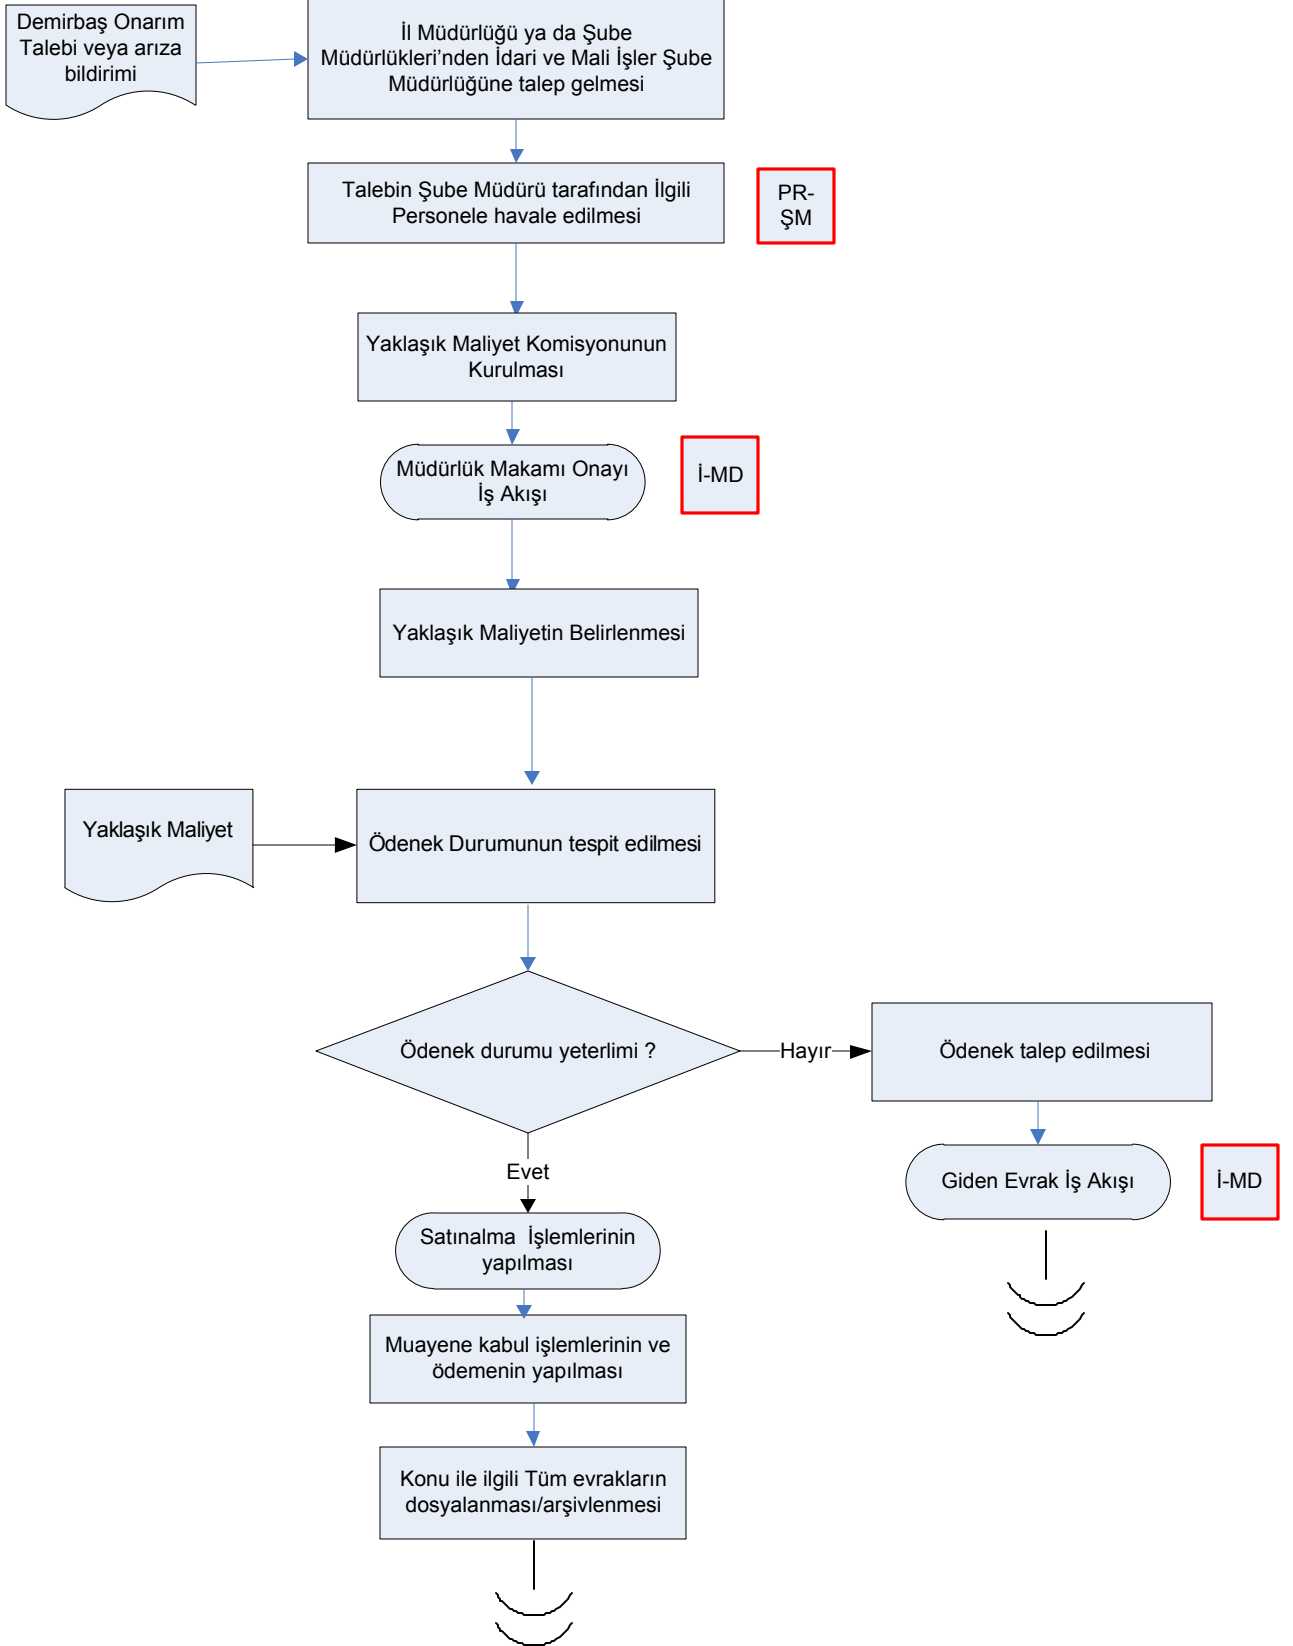 Demirbaş Onarım
Talebi veya arıza
bildirimi
İl Müdürlüğü ya da Şube
Müdürlükleri’nden İdari ve Mali İşler Şube
Müdürlüğüne talep gelmesi
Talebin Şube Müdürü tarafından İlgili
Personele havale edilmesi
PR-
ŞM
Yaklaşık Maliyet Komisyonunun
Kurulması
Müdürlük Makamı Onayı
İş Akışı
İ-MD
Yaklaşık Maliyetin Belirlenmesi
Yaklaşık Maliyet
Ödenek Durumunun tespit edilmesi
Ödenek durumu yeterlimi ?
Hayır
Ödenek talep edilmesi
Evet
Giden Evrak İş Akışı
İ-MD
Satınalma  İşlemlerinin
yapılması
Muayene kabul işlemlerinin ve
ödemenin yapılması
Konu ile ilgili Tüm evrakların
dosyalanması/arşivlenmesi